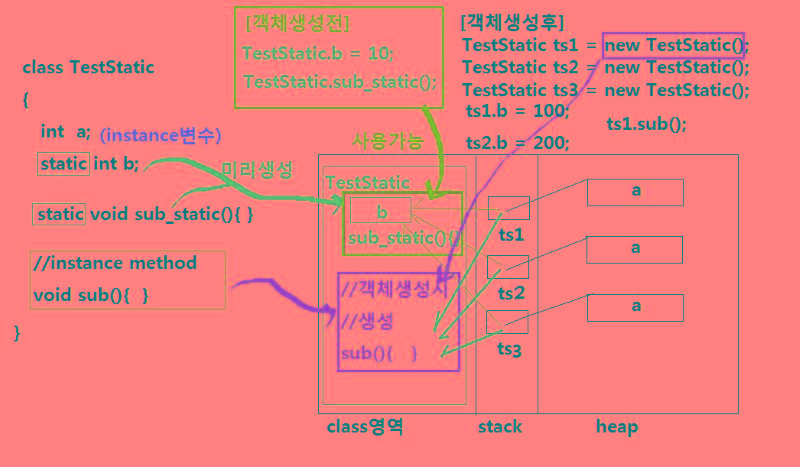 [객체생성전]
TestStatic.b = 10;
TestStatic.sub_static();
[객체생성후]
TestStatic ts1 = new TestStatic();
TestStatic ts2 = new TestStatic();
TestStatic ts3 = new TestStatic();
ts1.b = 100;
ts1.sub();
ts2.b = 200;
class TestStatic
{
int a; (instance변수)
static int b;
static void sub_static(){ }
//instance method
void sub(){ }
}
미리생성
사용가능
TestStatic
b
sub_static(){}
//객체생성시
//생성
sub(){ }
ts1
ts2
ts3
a
a
a
class영역
stack
heap